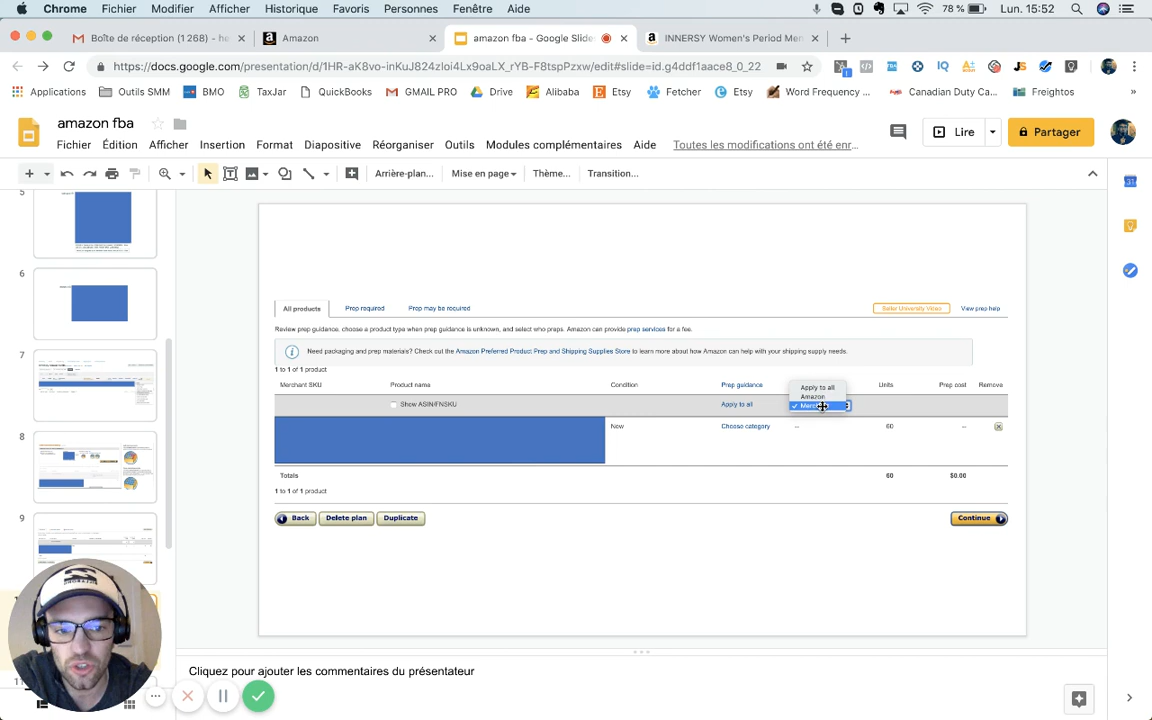 Chrome Fichier Modifier Afficher Historique Favoris Personnes Fenêtre Aide 78 % Lun. 15:52
Boîte de réception (1 268) - he
Amazon
amazon fba - Google Slide
INNERSY Women's Period Men
https://docs.google.com/presentation/d/1HR-aK8vo-inKuJ824zloi4Lx9oaLX_rYB-F8tspPzxw/edit#slide=id.g4ddf1aace8_0_22
Applications Outils SMM BMO TaxJar QuickBooks GMAIL PRO Drive Alibaba Etsy Fetcher Etsy Word Frequency ... Canadian Duty Ca... Freightos »
amazon fba
Lire
Partager
Fichier Édition Afficher Insertion Format Diapositive Réorganiser Outils Modules complémentaires Aide Toutes les modifications ont été enr...
Arrière-plan... Mise en page Thème... Transition...
5
6
7
8
9
All products Prep required Prep may be required Seller University Video View prep help
Review prep guidance, choose a product type when prep guidance is unknown, and select who preps. Amazon can provide prep services for a fee.
Need packaging and prep materials? Check out the Amazon Preferred Product Prep and Shipping Supplies Store to learn more about how Amazon can help with your shipping supply needs.
1 to 1 of 1 product
Merchant SKU Product name Condition Prep guidance Units Prep cost Remove
Apply to all
Amazon
Show ASIN/FNSKU Apply to all
New Choose category -- 60 --
Totals 60 $0.00
1 to 1 of 1 product
Back Delete plan Duplicate Continue
Cliquez pour ajouter les commentaires du présentateur